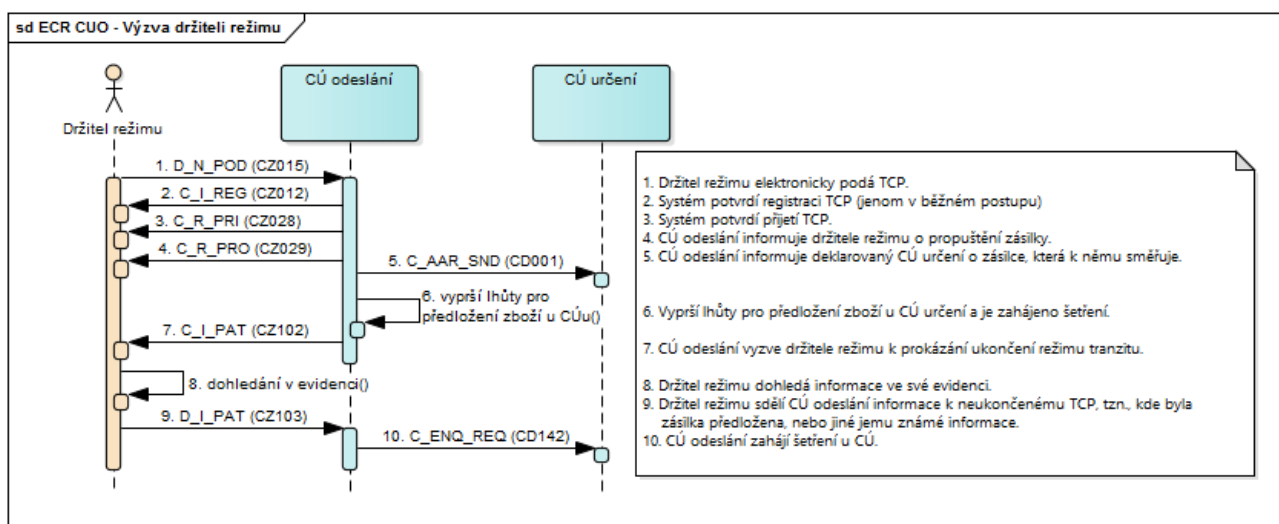 sd ECR CUO - Výzva držiteli režimu
Držitel režimu
CÚ odeslání
CÚ určení
1. D_N_POD (CZ015)
2. C_I_REG (CZ012)
3. C_R_PRI (CZ028)
4. C_R_PRO (CZ029)
5. C_AAR_SND (CD001)
6. vyprší lhůty pro
předložení zboží u CÚu()
7. C_I_PAT (CZ102)
8. dohledání v evidenci()
9. D_I_PAT (CZ103)
10. C_ENQ_REQ (CD142)
1. Držitel režimu elektronicky podá TCP.
2. Systém potvrdí registraci TCP (jenom v běžném postupu)
3. Systém potvrdí přijetí TCP.
4. CÚ odeslání informuje držitele režimu o propuštění zásilky.
5. CÚ odeslání informuje deklarovaný CÚ určení o zásilce, která k němu směřuje.
6. Vyprší lhůty pro předložení zboží u CÚ určení a je zahájeno šetření.
7. CÚ odeslání vyzve držitele režimu k prokázání ukončení režimu tranzitu.
8. Držitel režimu dohledá informace ve své evidenci.
9. Držitel režimu sdělí CÚ odeslání informace k neukončenému TCP, tzn., kde byla
zásilka předložena, nebo jiné jemu známé informace.
10. CÚ odeslání zahájí šetření u CÚ.